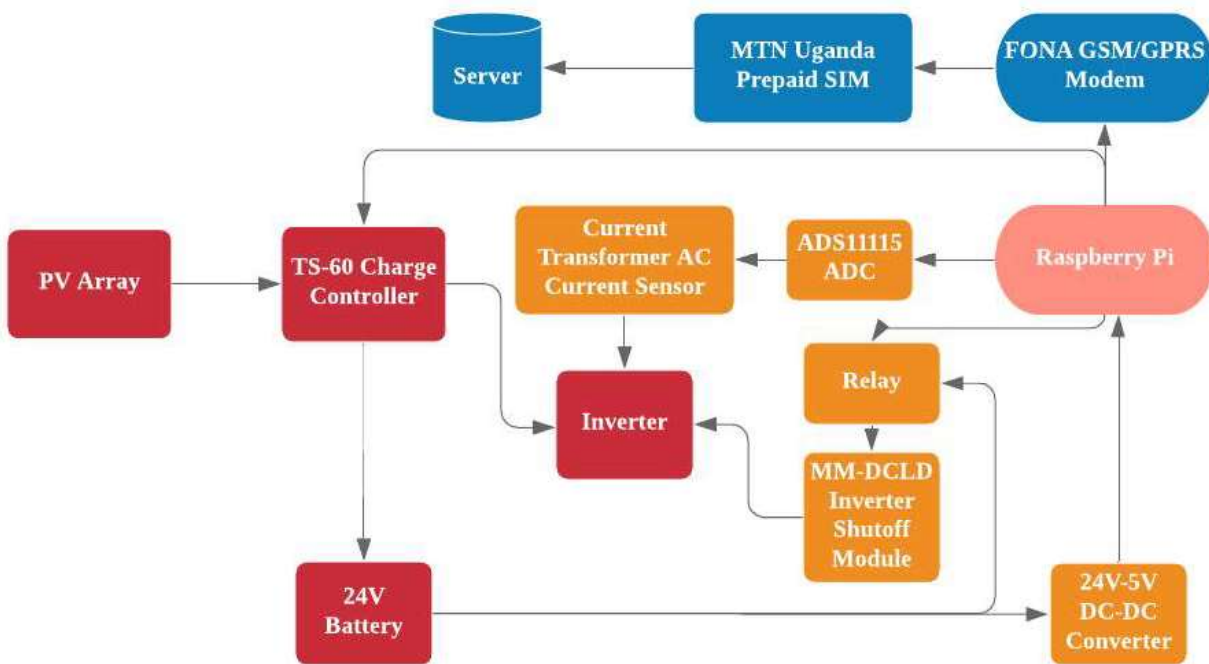 Server
MTN Uganda
Prepaid SIM
FONA GSM/GPRS
Modem
PV Array
TS-60 Charge
Controller
Current
Transformer AC
Current Sensor
ADS11115
ADC
Raspberry Pi
Relay
Inverter
MM-DCLD
Inverter
Shutoff
Module
24V
Battery
24V-5V
DC-DC
Converter